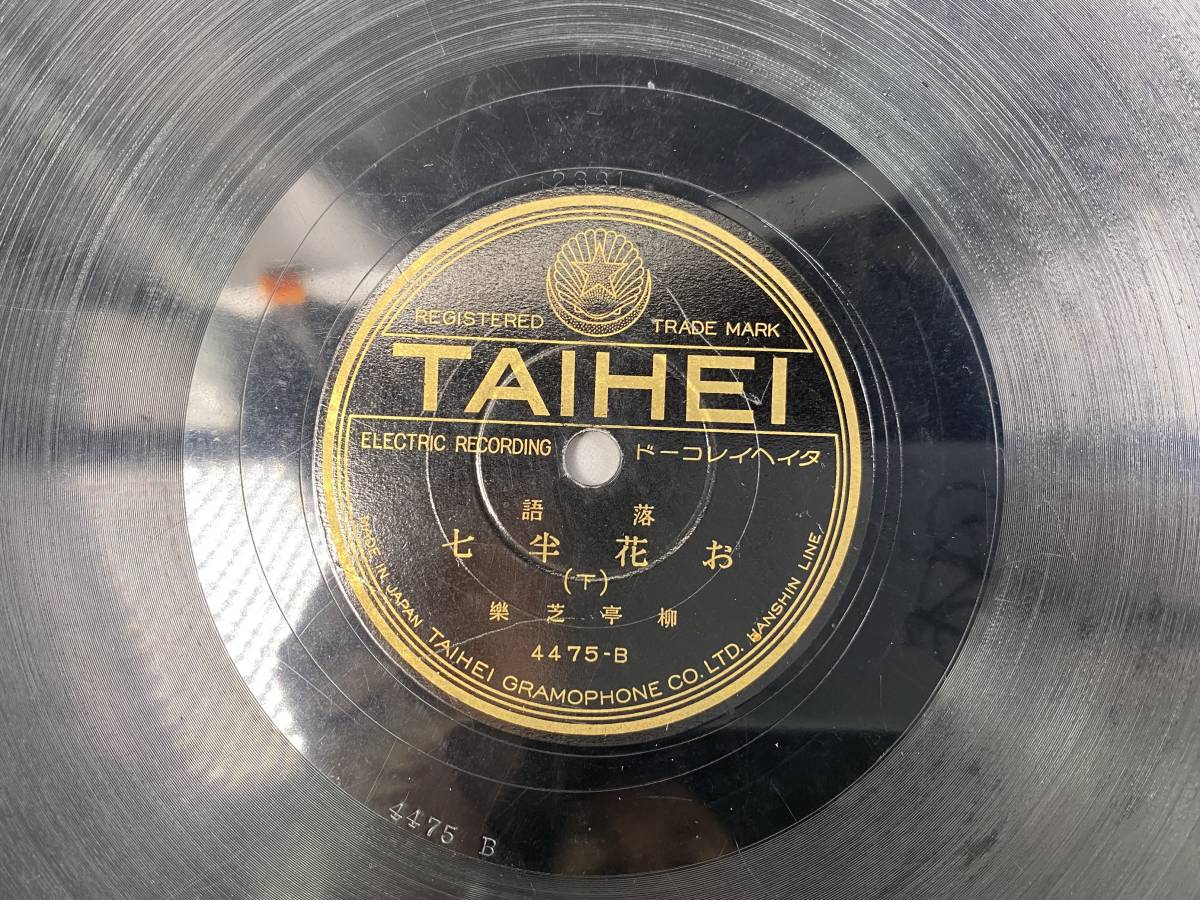 12331
REGISTERED TRADE MARK
TAIHEI
ELECTRIC RECORDING
タイヘイレコード
落語
お花半七
(下)
柳亭芝樂
4475-B
MADE IN JAPAN TAIHEI GRAMOPHONE CO. LTD. HANSHIN LINE
4475 B